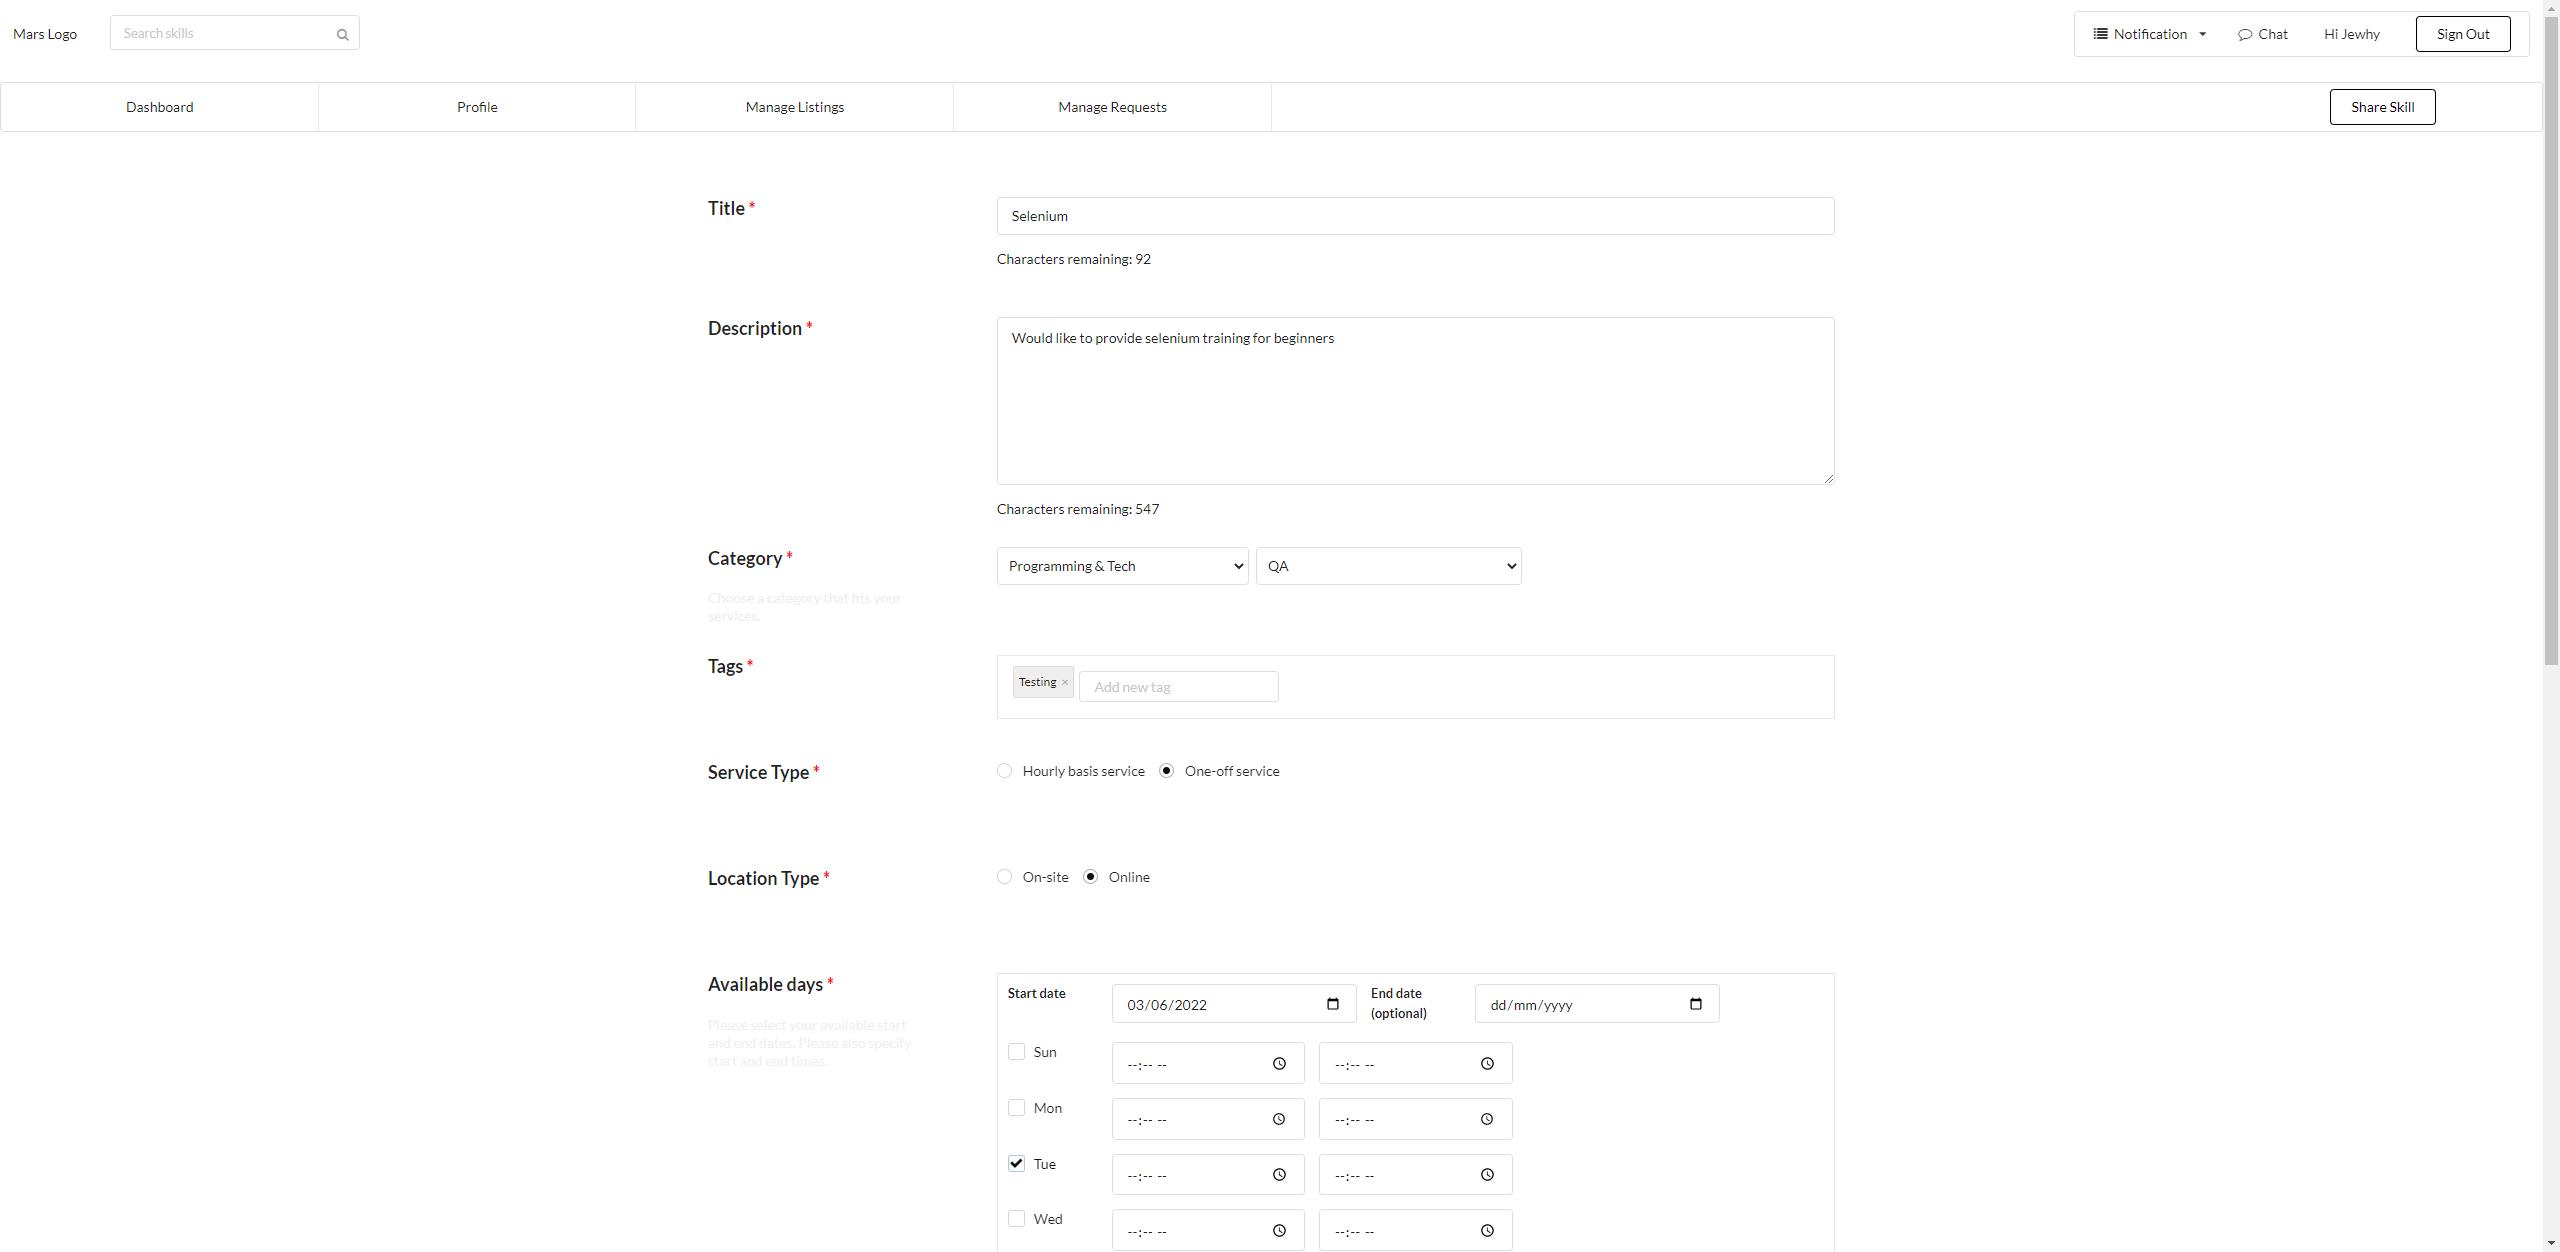 Mars Logo
Search skills
Notification
Chat
Hi Jewhy
Sign Out
Dashboard
Profile
Manage Listings
Manage Requests
Share Skill
Title *
Selenium
Characters remaining: 92
Description *
Would like to provide selenium training for beginners
Characters remaining: 547
Category *
Programming & Tech
QA
Choose a category that fits your
services.
Tags *
Testing ×
Add new tag
Service Type *
Hourly basis service
One-off service
Location Type *
On-site
Online
Available days *
Please select your available start
and end dates. Please also specify
start and end times.
Start date
03/06/2022
End date
(optional)
dd/mm/yyyy
Sun
--:-- --
--:-- --
Mon
--:-- --
--:-- --
Tue
--:-- --
--:-- --
Wed
--:-- --
--:-- --